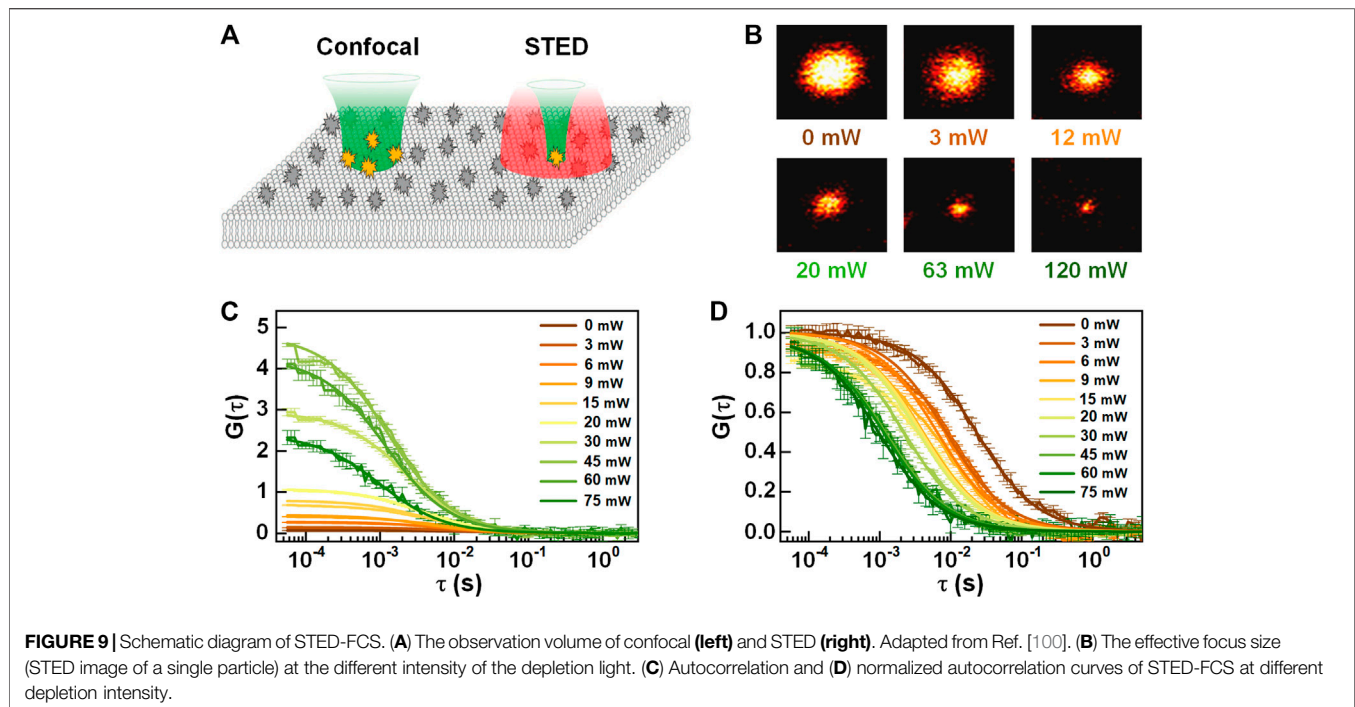 A
Confocal
STED
B
0 mW
3 mW
12 mW
20 mW
63 mW
120 mW
C
G(τ)
5
4
3
2
1
0
10⁻⁴
10⁻³
10⁻²
10⁻¹
10⁰
τ (s)
0 mW
3 mW
6 mW
9 mW
15 mW
20 mW
30 mW
45 mW
60 mW
75 mW
D
G(τ)
1.0
0.8
0.6
0.4
0.2
0.0
10⁻⁴
10⁻³
10⁻²
10⁻¹
10⁰
τ (s)
0 mW
3 mW
6 mW
9 mW
15 mW
20 mW
30 mW
45 mW
60 mW
75 mW
FIGURE 9 | Schematic diagram of STED-FCS. (A) The observation volume of confocal (left) and STED (right). Adapted from Ref. [100]. (B) The effective focus size
(STED image of a single particle) at the different intensity of the depletion light. (C) Autocorrelation and (D) normalized autocorrelation curves of STED-FCS at different
depletion intensity.